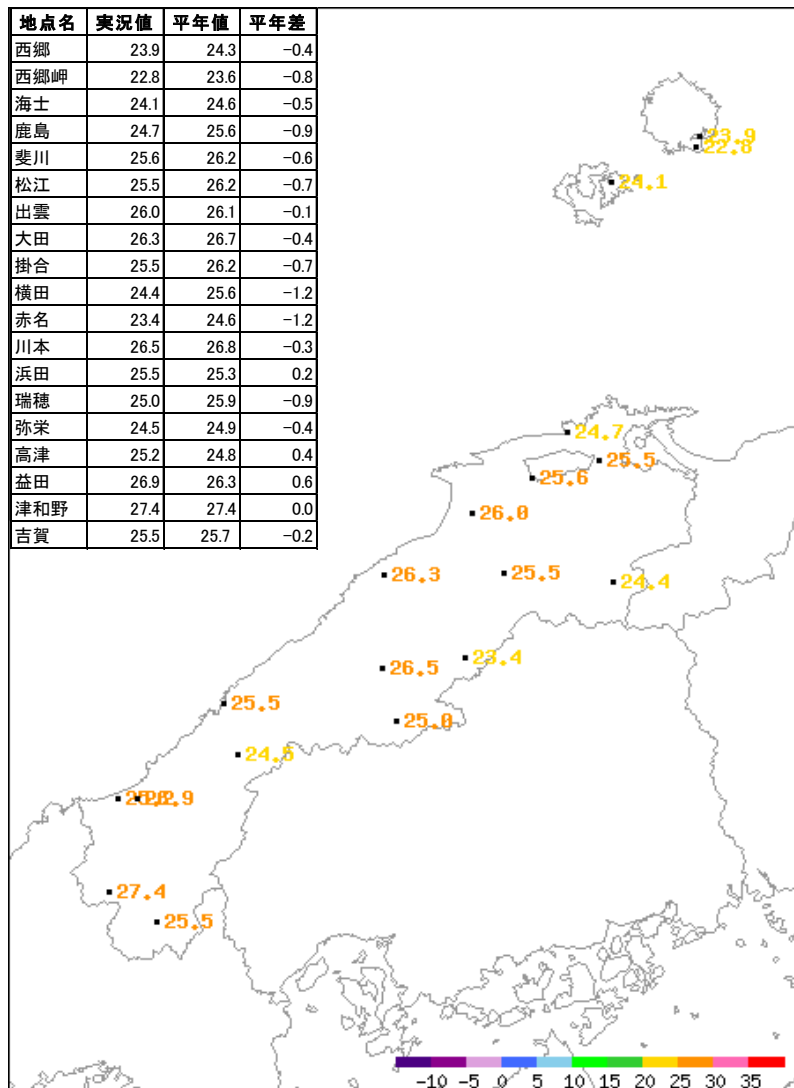 地点名 実況値 平年値 平年差
西郷 23.9 24.3 −0.4
西郷岬 22.8 23.6 −0.8
海士 24.1 24.6 −0.5
鹿島 24.7 25.6 −0.9
斐川 25.6 26.2 −0.6
松江 25.5 26.2 −0.7
出雲 26.0 26.1 −0.1
大田 26.3 26.7 −0.4
掛合 25.5 26.2 −0.7
横田 24.4 25.6 −1.2
赤名 23.4 24.6 −1.2
川本 26.5 26.8 −0.3
浜田 25.5 25.3 0.2
瑞穂 25.0 25.9 −0.9
弥栄 24.5 24.9 −0.4
高津 25.2 24.8 0.4
益田 26.9 26.3 0.6
津和野 27.4 27.4 0.0
吉賀 25.5 25.7 −0.2
23.9
22.8
24.1
24.7
25.5
25.6
26.0
26.3
25.5
24.4
23.4
26.5
25.5
25.0
24.5
25.2
26.9
27.4
25.5
−10 −5 0 5 10 15 20 25 30 35